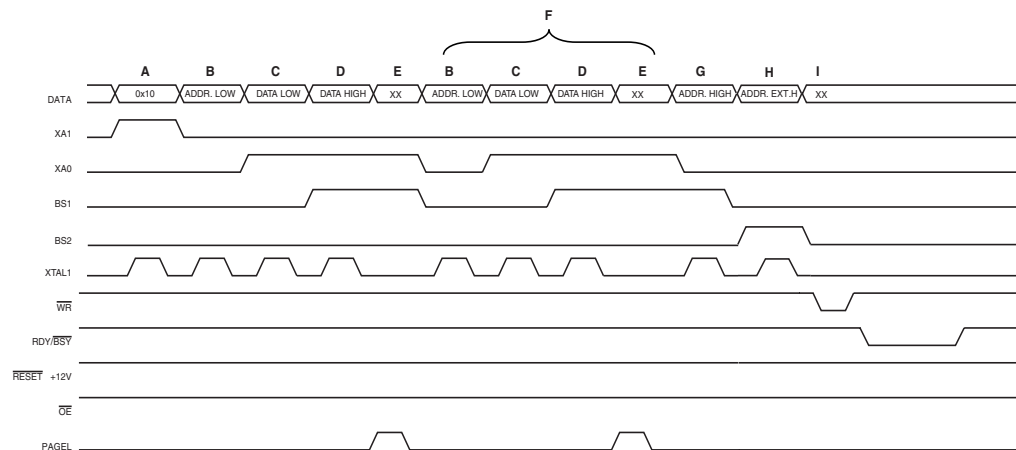 F
A B C D E B C D E G H I
DATA 0x10 ADDR. LOW DATA LOW DATA HIGH XX ADDR. LOW DATA LOW DATA HIGH XX ADDR. HIGH ADDR. EXT.H XX
XA1
XA0
BS1
BS2
XTAL1
WR
RDY/BSY
RESET +12V
OE
PAGEL